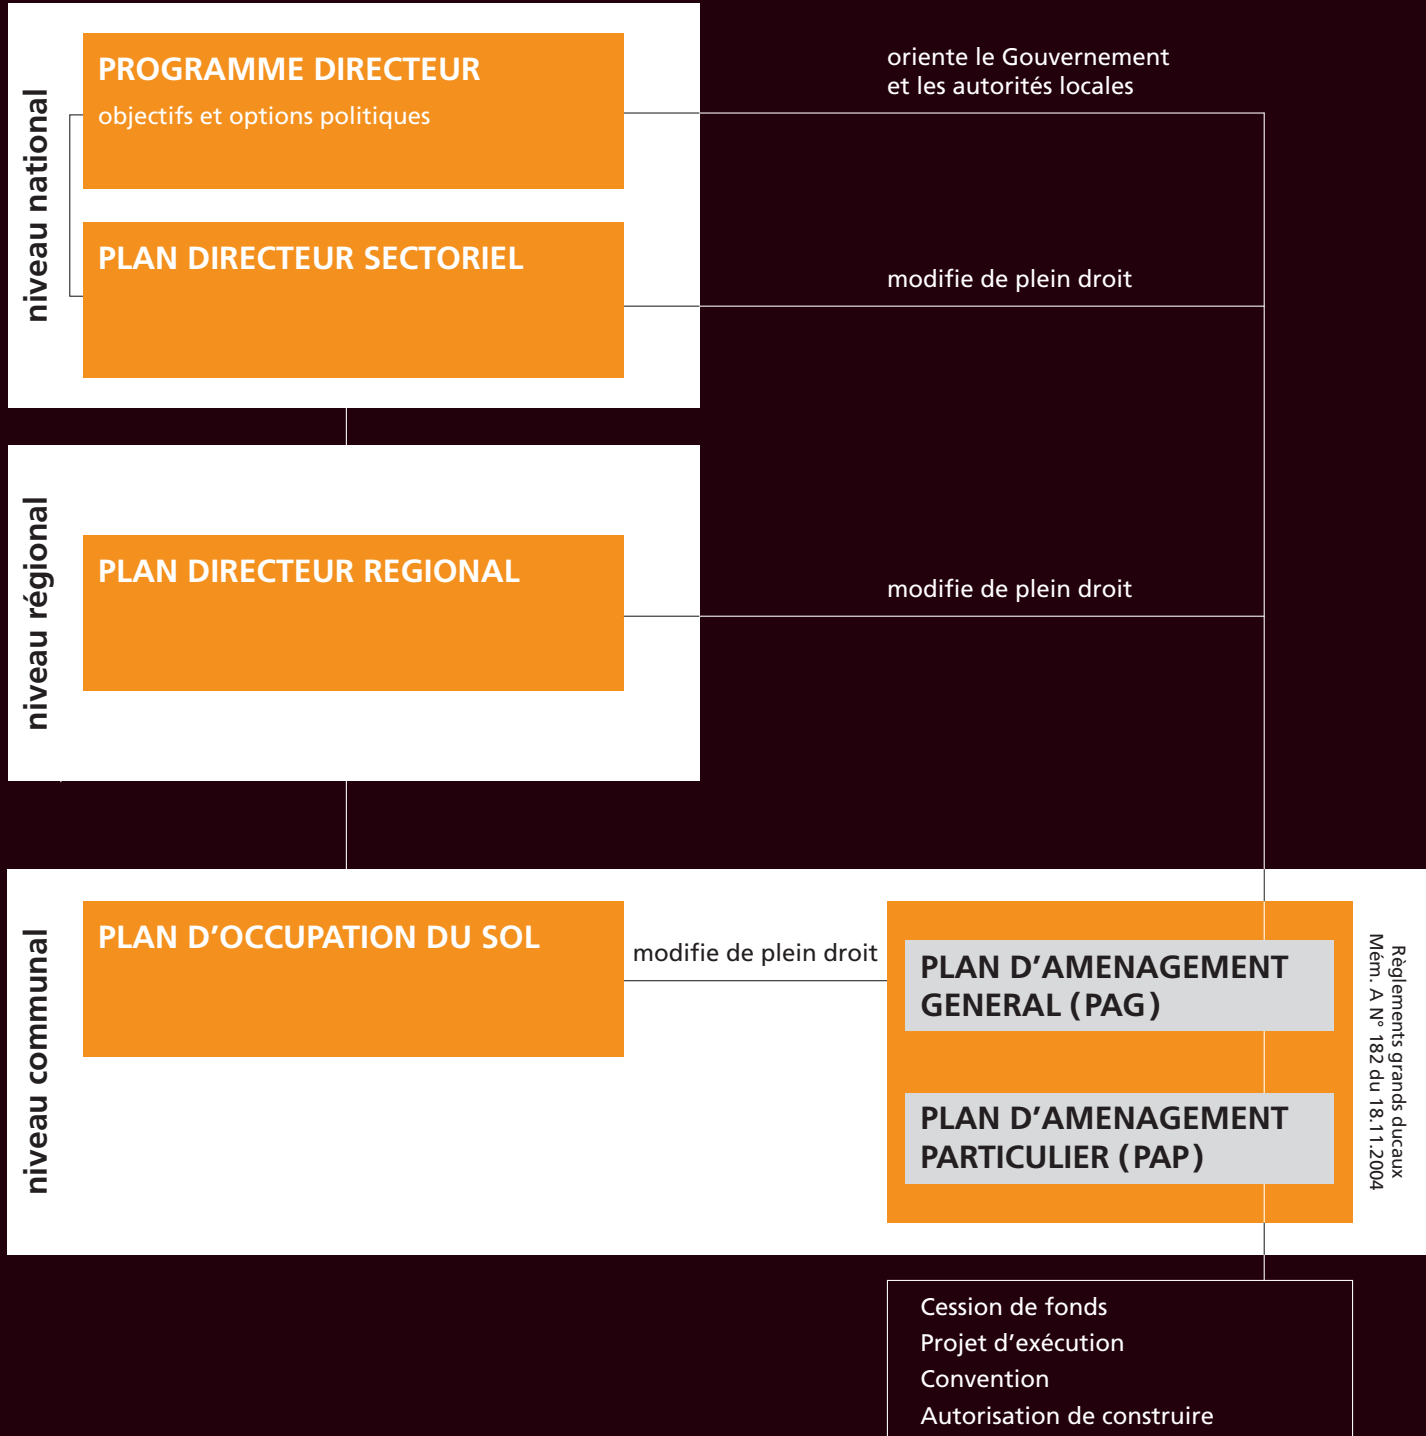 niveau national
PROGRAMME DIRECTEUR
objectifs et options politiques
oriente le Gouvernement
et les autorités locales
PLAN DIRECTEUR SECTORIEL
modifie de plein droit
niveau régional
PLAN DIRECTEUR REGIONAL
modifie de plein droit
niveau communal
PLAN D’OCCUPATION DU SOL
modifie de plein droit
PLAN D’AMENAGEMENT
GENERAL (PAG)
PLAN D’AMENAGEMENT
PARTICULIER (PAP)
Règlements grands ducaux
Mém. A N° 182 du 18.11.2004
Cession de fonds
Projet d’exécution
Convention
Autorisation de construire